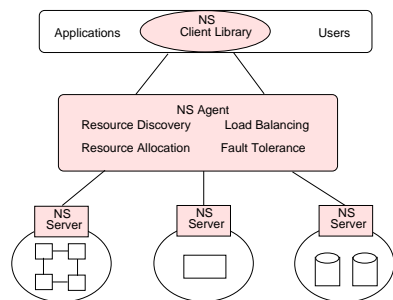 NS
Applications Client Library Users
NS Agent
Resource Discovery Load Balancing
Resource Allocation Fault Tolerance
NS NS NS
Server Server Server